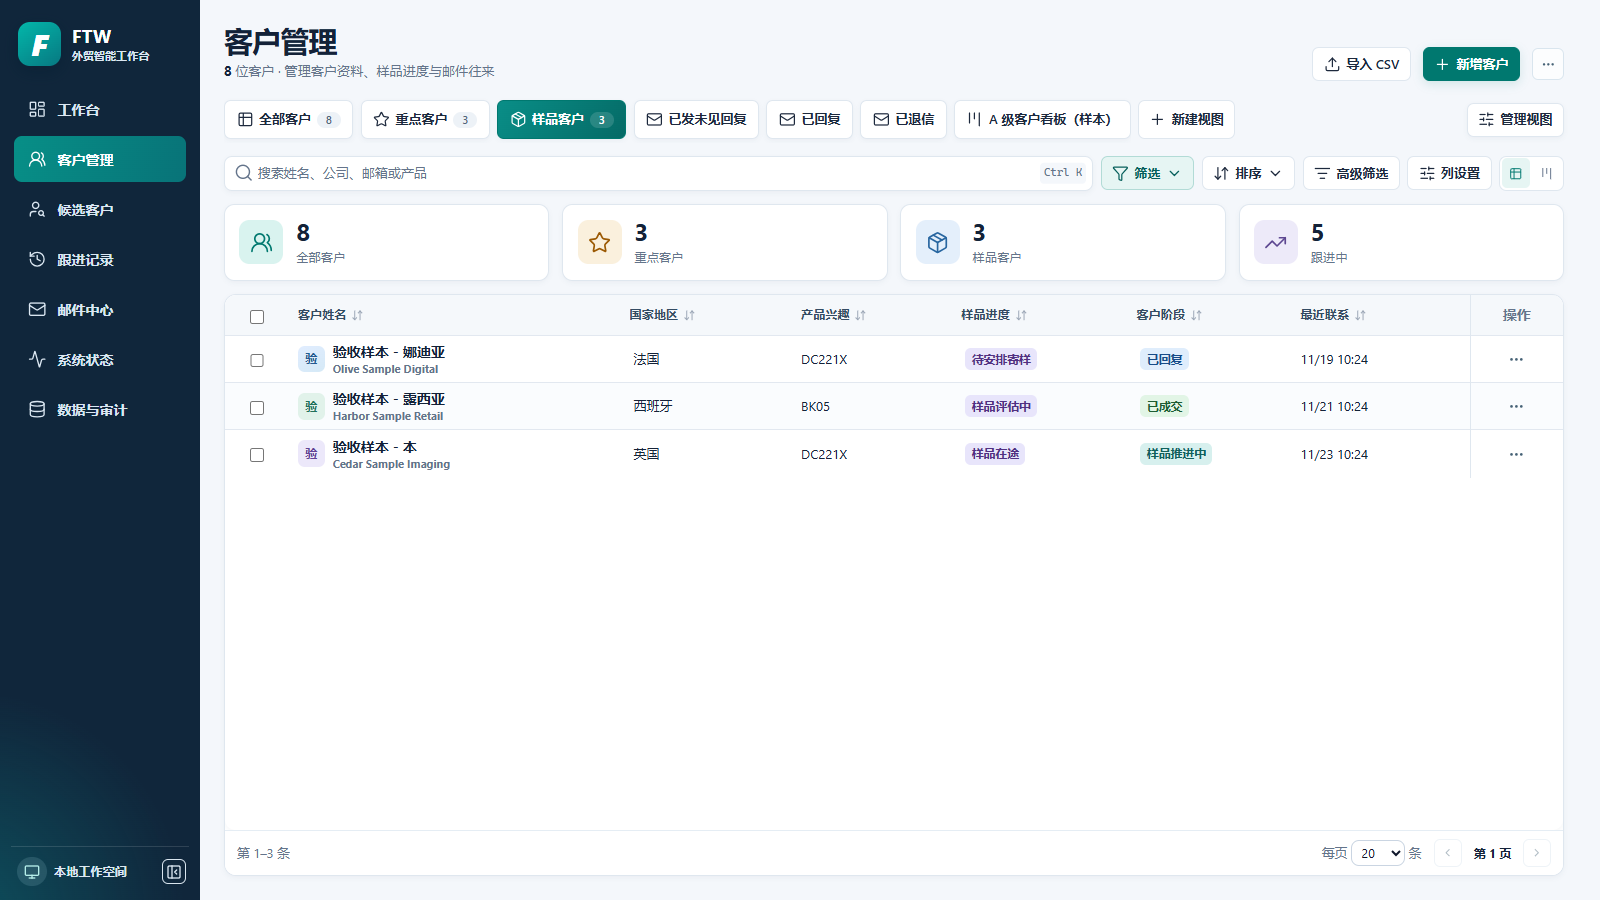 FTW
外贸智能工作台
工作台
客户管理
候选客户
跟进记录
邮件中心
系统状态
数据与审计
本地工作空间
客户管理
8 位客户 · 管理客户资料、样品进度与邮件往来
导入 CSV
新增客户
全部客户 8
重点客户 3
样品客户 3
已发未见回复
已回复
已退信
A 级客户看板（样本）
新建视图
管理视图
搜索姓名、公司、邮箱或产品
Ctrl K
筛选
排序
高级筛选
列设置
8
全部客户
3
重点客户
3
样品客户
5
跟进中
客户姓名 国家地区 产品兴趣 样品进度 客户阶段 最近联系 操作
验 验收样本 - 娜迪亚 法国 DC221X 待安排寄样 已回复 11/19 10:24
Olive Sample Digital
验 验收样本 - 露西亚 西班牙 BK05 样品评估中 已成交 11/21 10:24
Harbor Sample Retail
验 验收样本 - 本 英国 DC221X 样品在途 样品推进中 11/23 10:24
Cedar Sample Imaging
第 1–3 条
每页 20 条
第 1 页